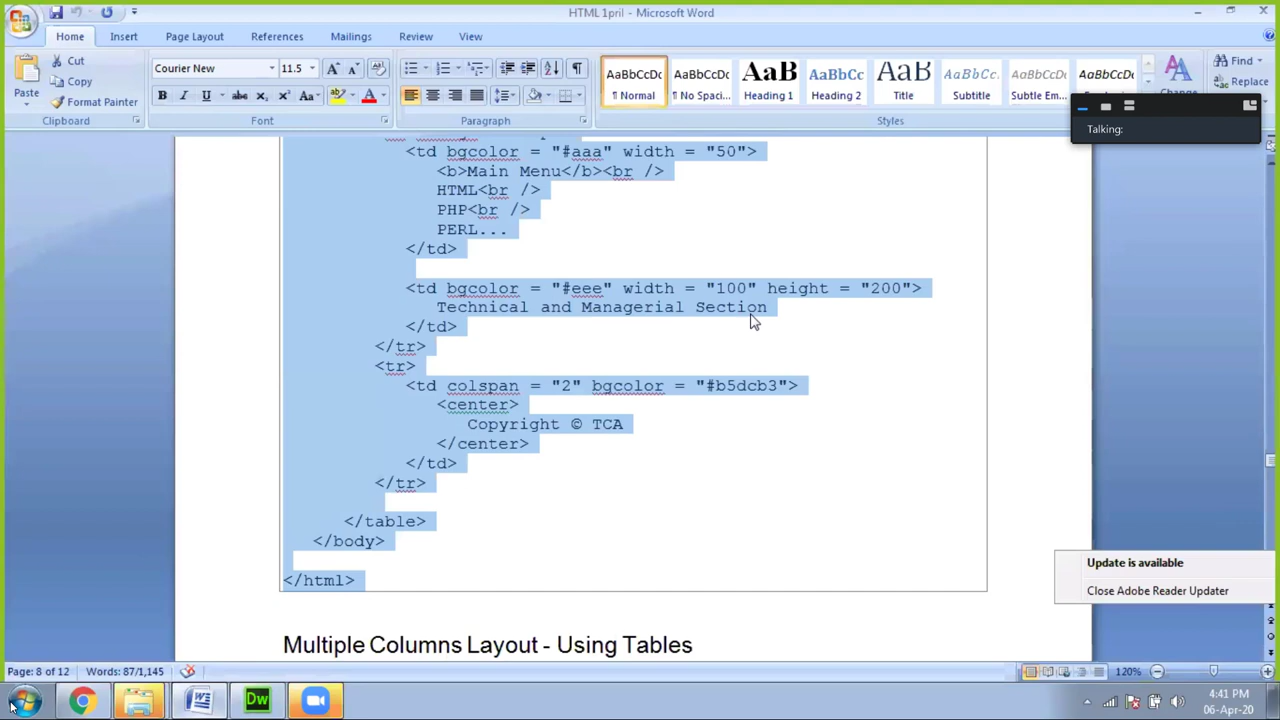 HTML 1pril - Microsoft Word
Home Insert Page Layout References Mailings Review View
Paste
Cut
Copy
Format Painter
Clipboard
Courier New 11.5
Font
Paragraph
AaBbCcDc AaBbCcDc AaB AaBbCc AaB AaBbCc AaBbCcDc AaBbCcDc
¶ Normal ¶ No Spaci... Heading 1 Heading 2 Title Subtitle Subtle Em...
Styles
Change
Find
Replace
Talking:
<td bgcolor = "#aaa" width = "50">
<b>Main Menu</b><br />
HTML<br />
PHP<br />
PERL...
</td>
<td bgcolor = "#eee" width = "100" height = "200">
Technical and Managerial Section
</td>
</tr>
<tr>
<td colspan = "2" bgcolor = "#b5dcb3">
<center>
Copyright © TCA
</center>
</td>
</tr>
</table>
</body>
</html>
Multiple Columns Layout - Using Tables
Update is available
Close Adobe Reader Updater
Page: 8 of 12 Words: 87/1,145
120%
Dw
4:41 PM
06-Apr-20